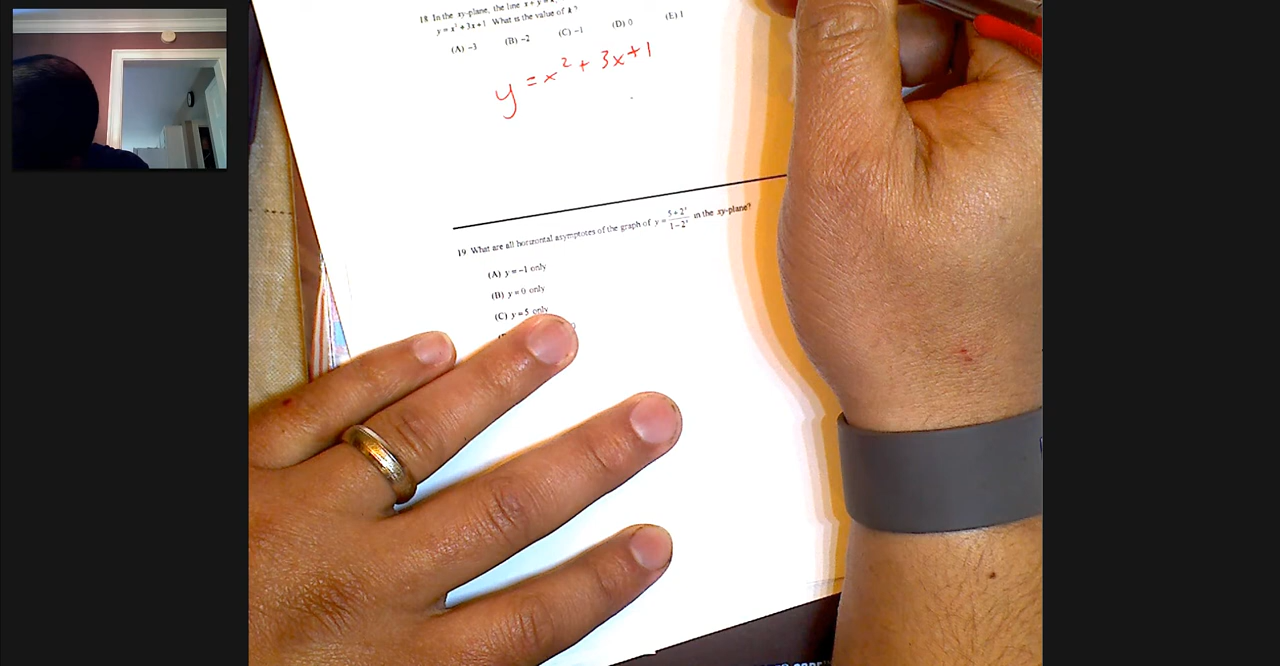 18 In the xy-plane, the line x + y = k,
y = x² + 3x + 1 What is the value of k?
(A) −3 (B) −2 (C) −1 (D) 0 (E) 1
y = x² + 3x + 1
19 What are all horizontal asymptotes of the graph of y = (5 + 2ˣ)/(1 − 2ˣ) in the xy-plane?
(A) y = −1 only
(B) y = 0 only
(C) y = 5 only